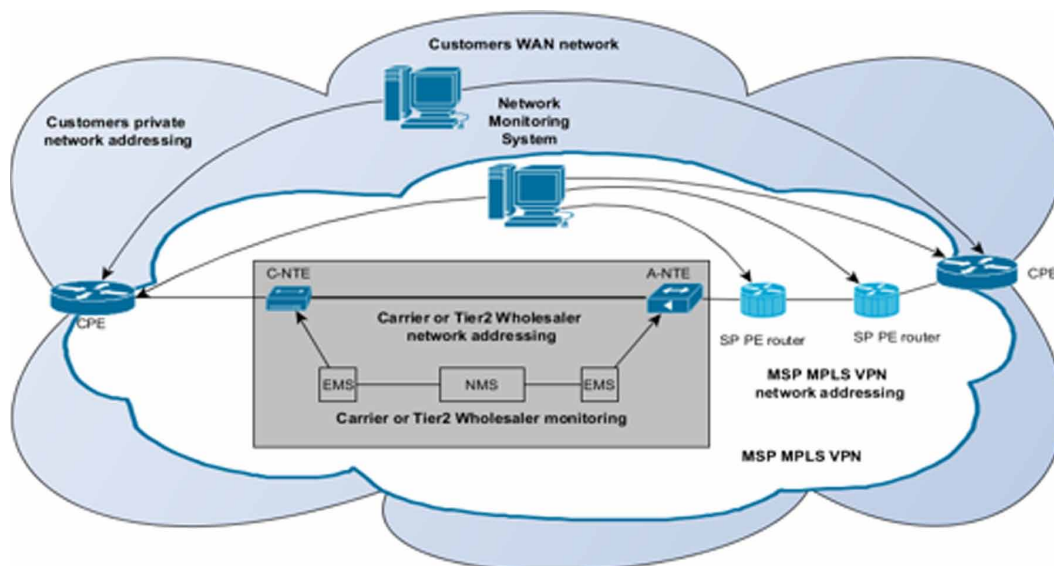 Customers WAN network
Customers private
network addressing
Network
Monitoring
System
C-NTE
A-NTE
CPE
CPE
Carrier or Tier2 Wholesaler
network addressing
SP PE router
SP PE router
EMS
NMS
EMS
MSP MPLS VPN
network addressing
Carrier or Tier2 Wholesaler monitoring
MSP MPLS VPN